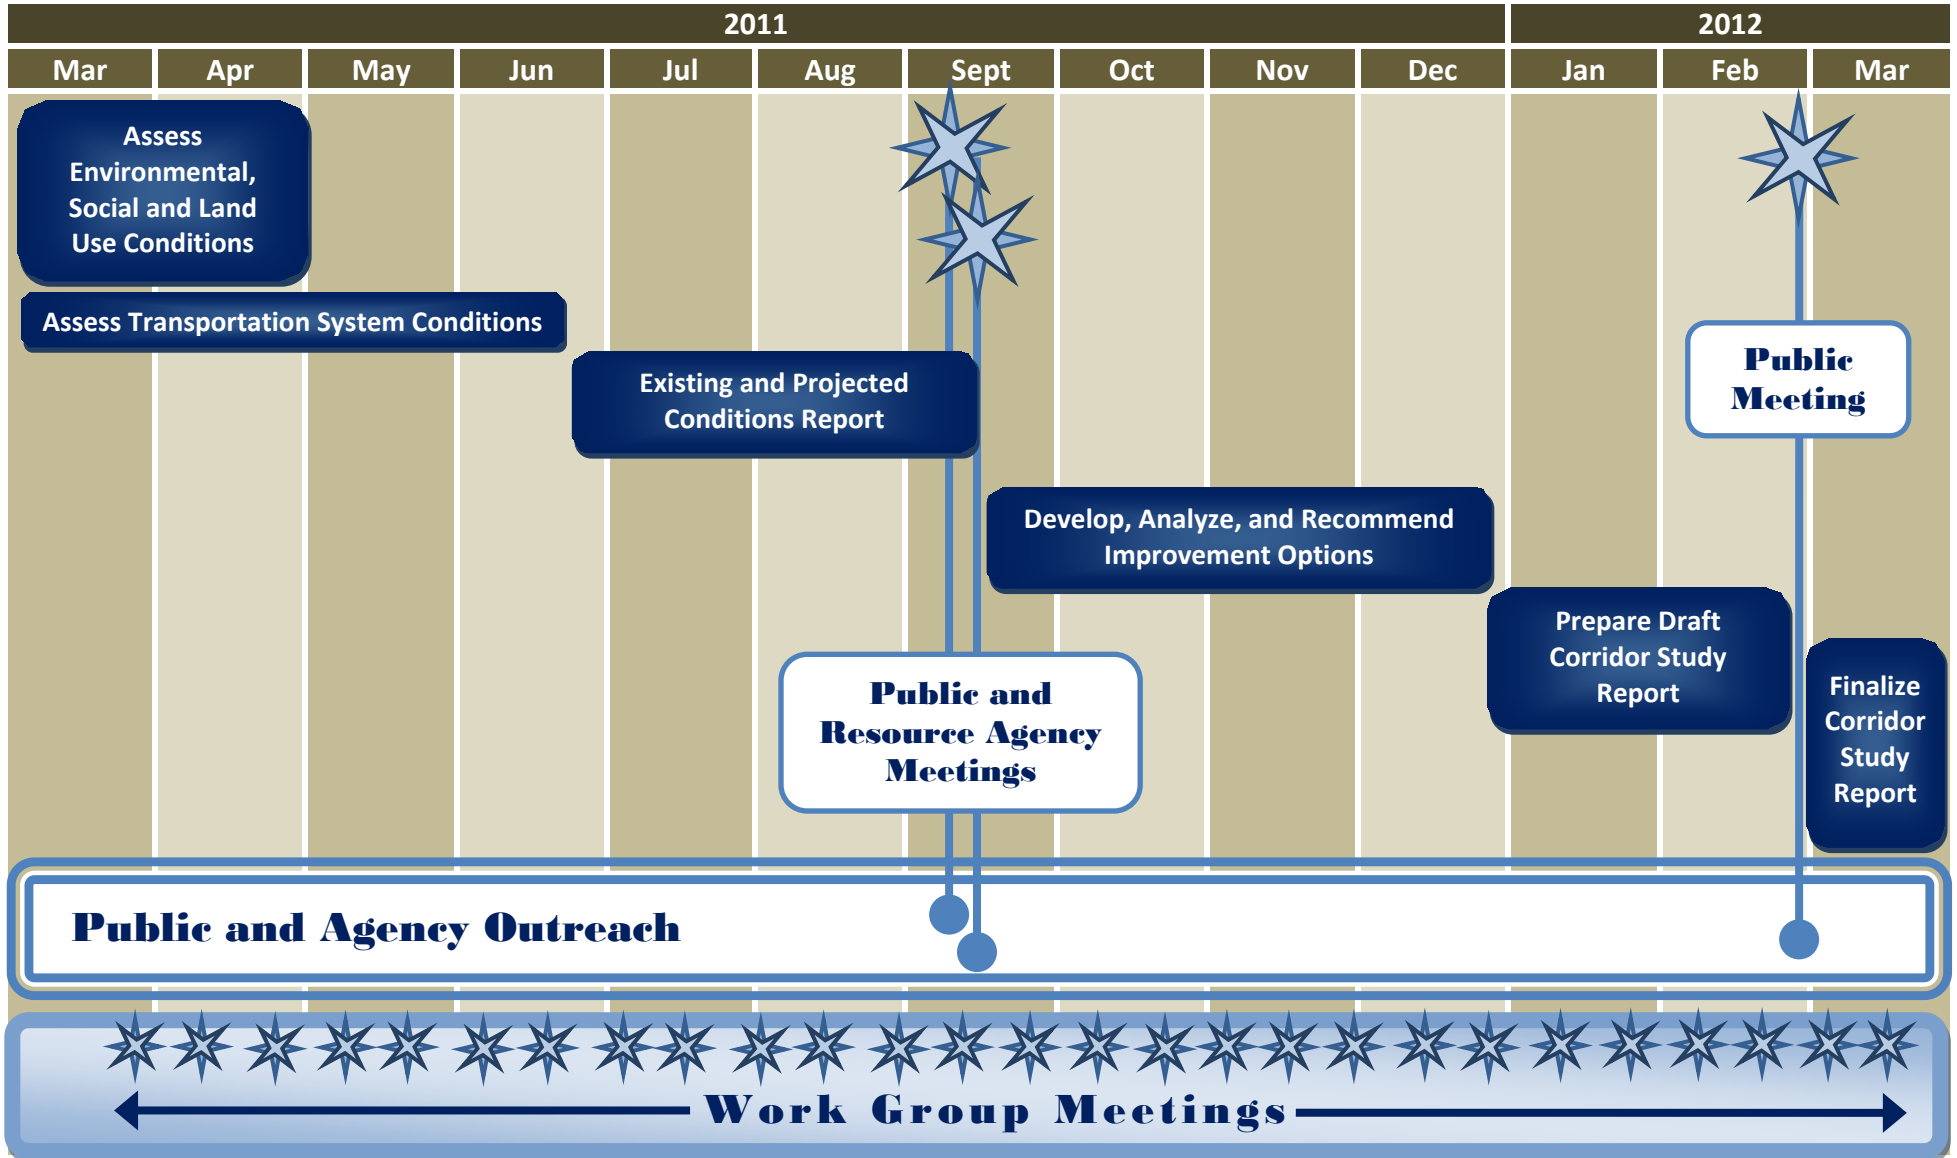 2011 2012
Mar Apr May Jun Jul Aug Sept Oct Nov Dec Jan Feb Mar
Assess
Environmental,
Social and Land
Use Conditions
Assess Transportation System Conditions
Existing and Projected
Conditions Report
Public
Meeting
Develop, Analyze, and Recommend
Improvement Options
Prepare Draft
Corridor Study
Report
Finalize
Corridor
Study
Report
Public and
Resource Agency
Meetings
Public and Agency Outreach
Work Group Meetings